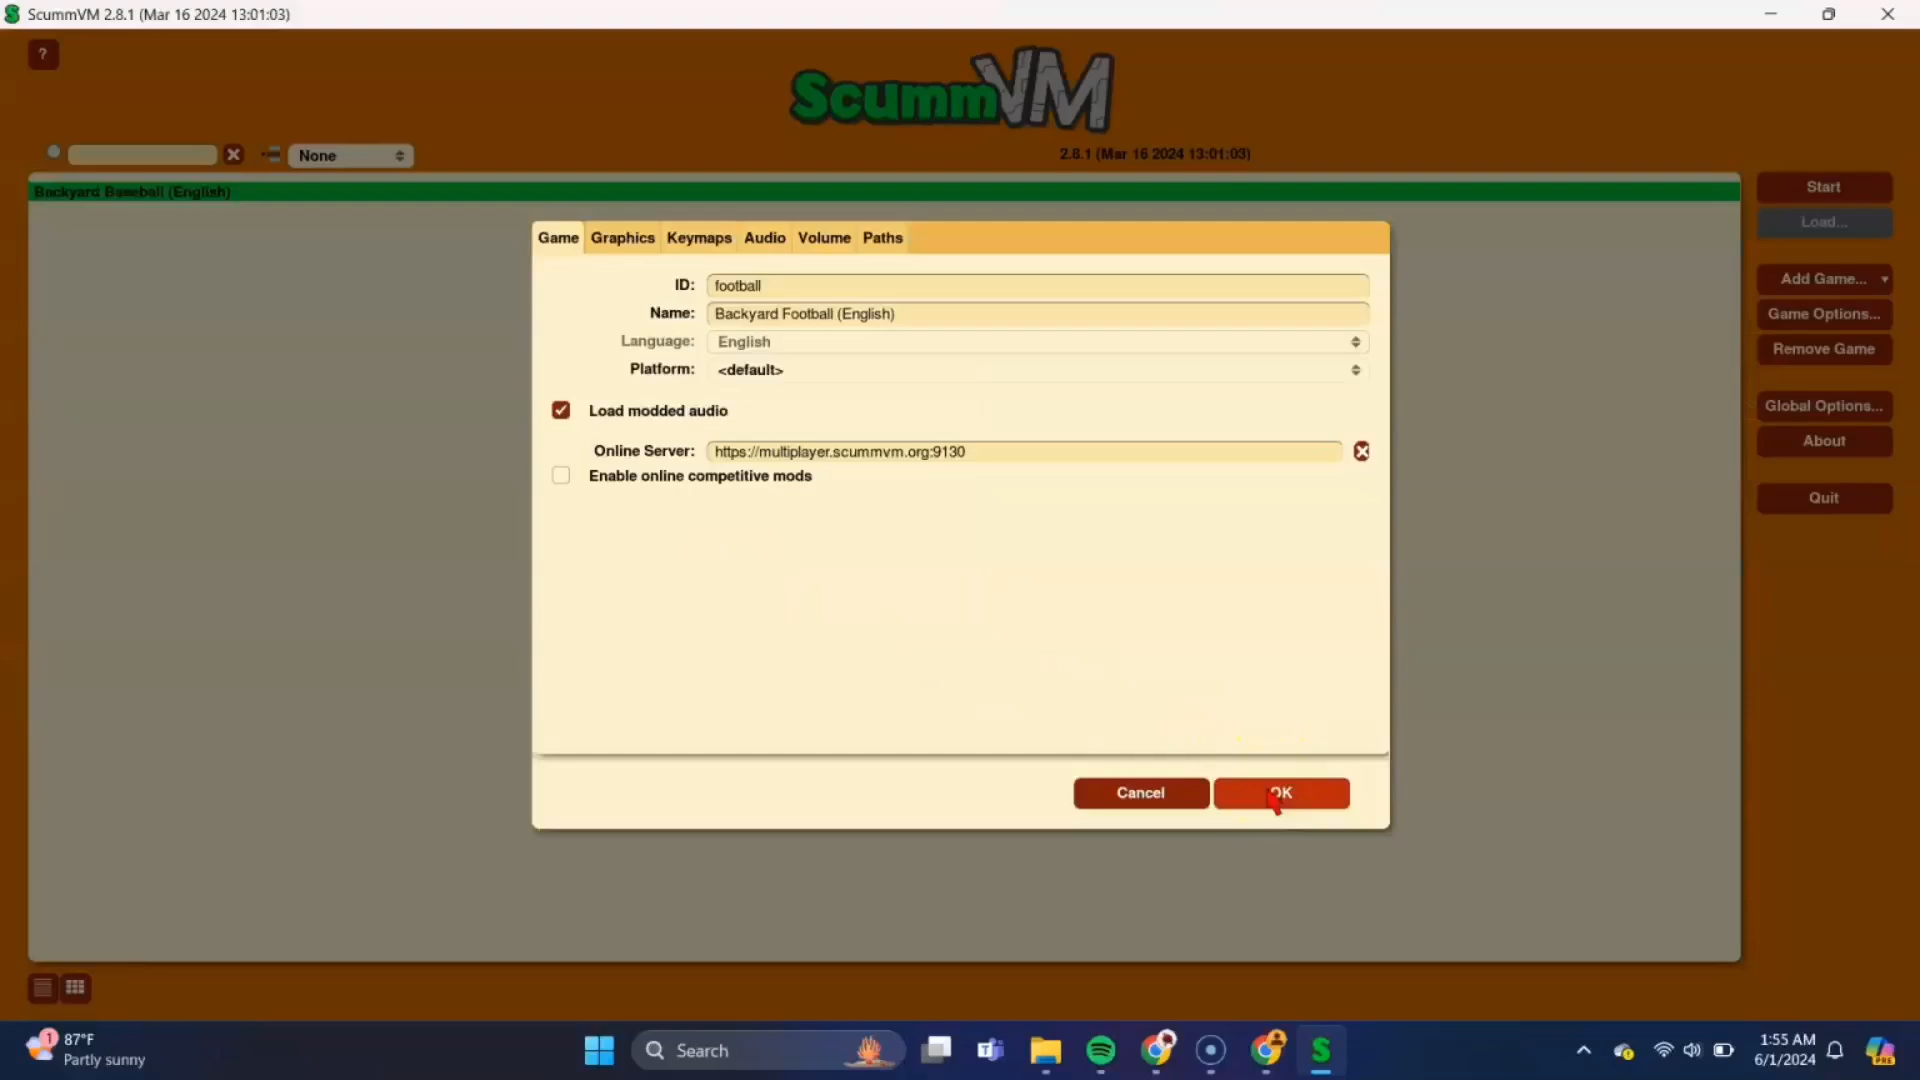 ScummVM 2.8.1 (Mar 16 2024 13:01:03)
?
ScummVM
None
2.8.1 (Mar 16 2024 13:01:03)
Backyard Baseball (English)
Start
Load...
Add Game...
Game Options...
Remove Game
Global Options...
About
Quit
Game Graphics Keymaps Audio Volume Paths
ID: football
Name: Backyard Football (English)
Language: English
Platform: <default>
Load modded audio
Online Server: https://multiplayer.scummvm.org:9130
Enable online competitive mods
Cancel OK
1 87°F
Partly sunny
Search
T
S
1:55 AM
6/1/2024
PRE